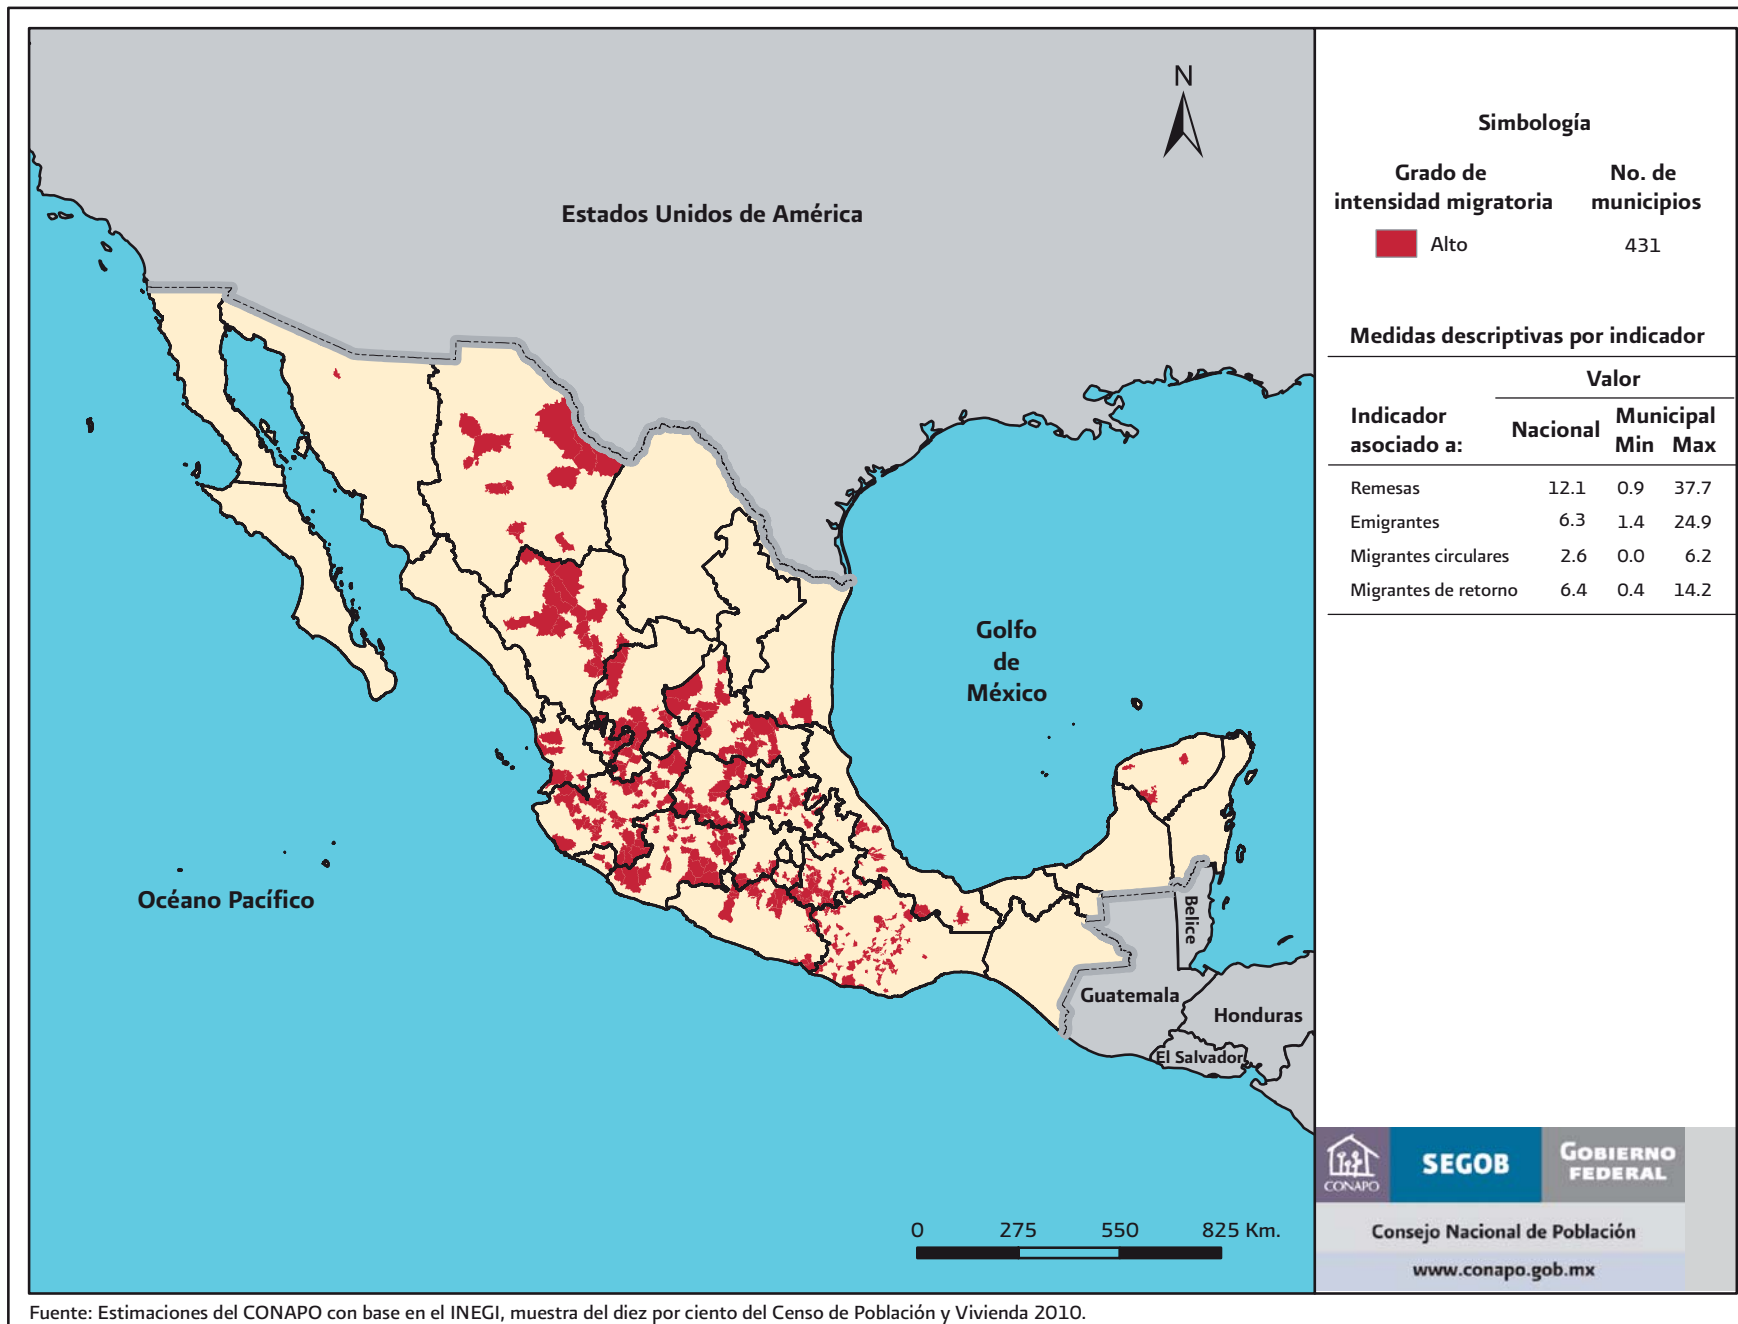 N
Estados Unidos de América
Golfo
de
México
Océano Pacífico
Belice
Guatemala
Honduras
El Salvador
0 275 550 825 Km.
Simbología
Grado de intensidad migratoria
No. de municipios
Alto 431
Medidas descriptivas por indicador
Valor
Indicador asociado a:
Nacional
Municipal
Min Max
Remesas 12.1 0.9 37.7
Emigrantes 6.3 1.4 24.9
Migrantes circulares 2.6 0.0 6.2
Migrantes de retorno 6.4 0.4 14.2
CONAPO
SEGOB
GOBIERNO
FEDERAL
Consejo Nacional de Población
www.conapo.gob.mx
Fuente: Estimaciones del CONAPO con base en el INEGI, muestra del diez por ciento del Censo de Población y Vivienda 2010.